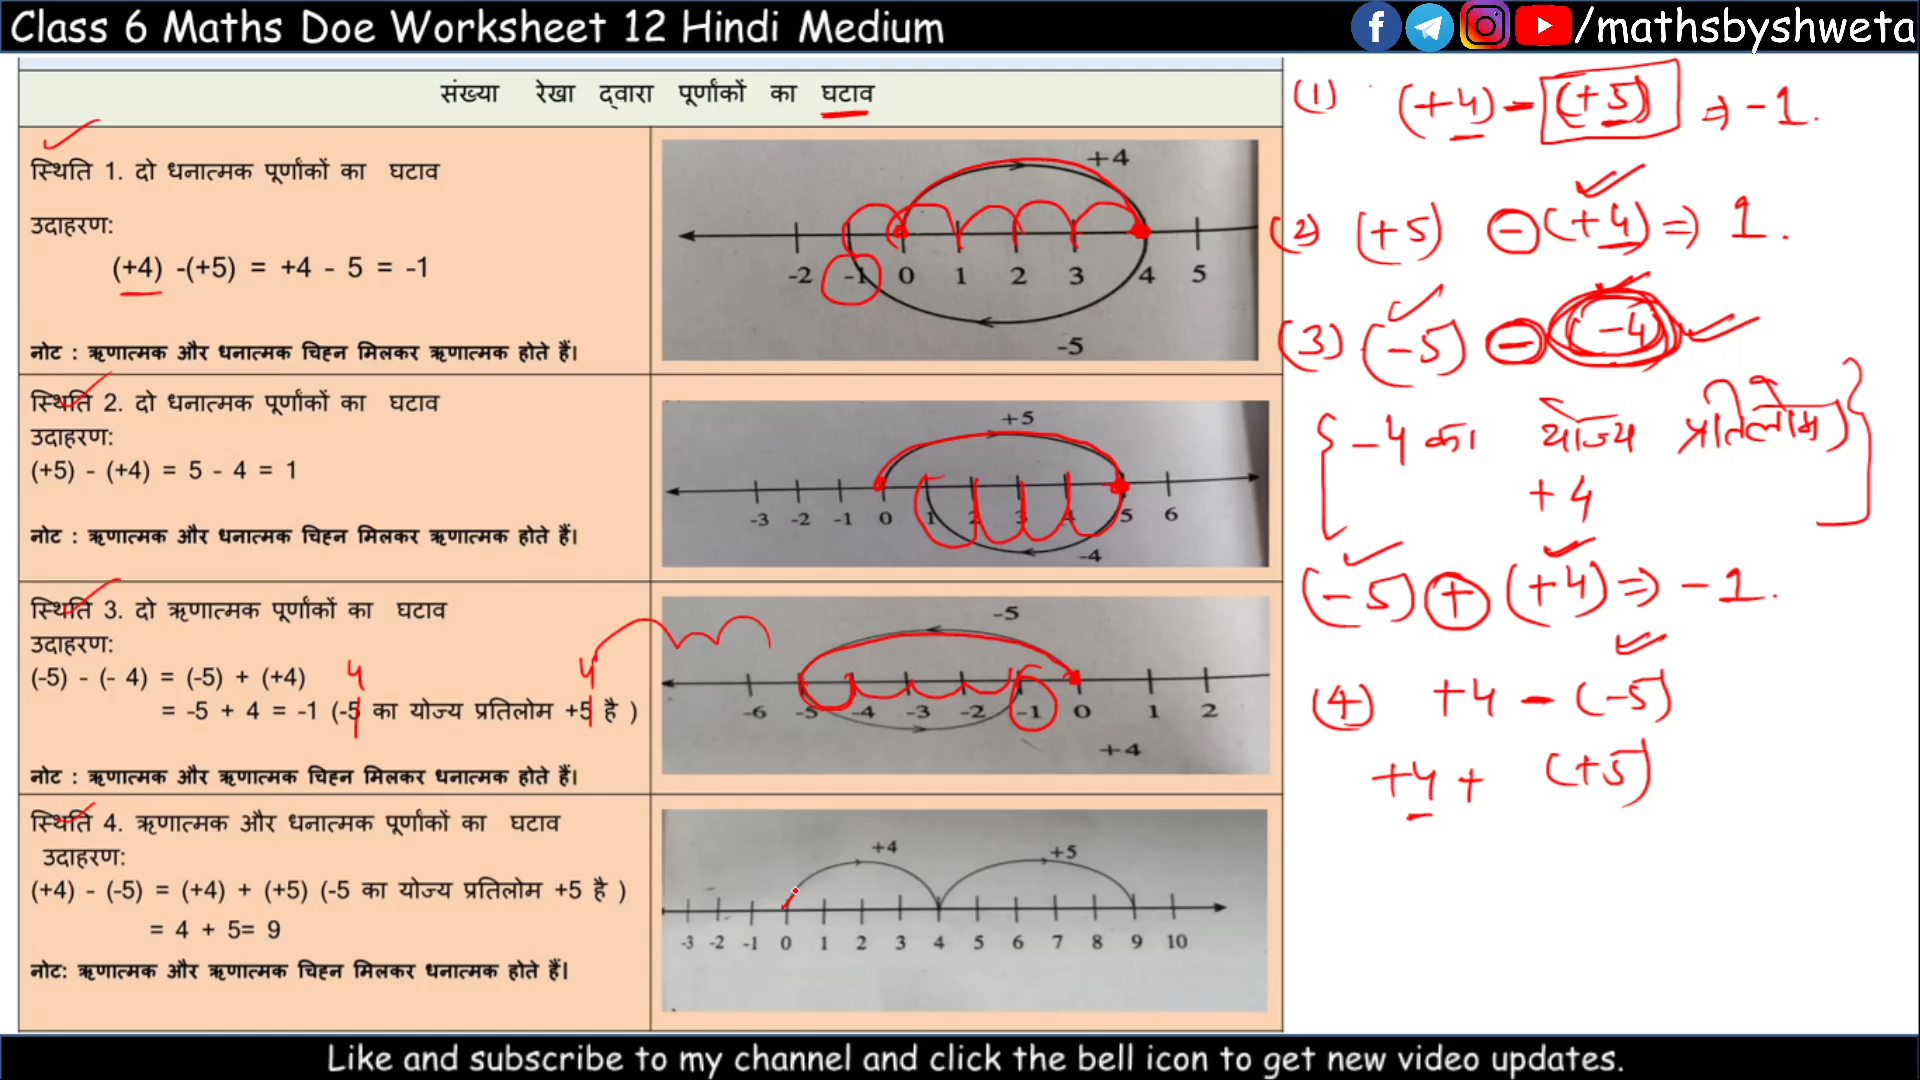 Class 6 Maths Doe Worksheet 12 Hindi Medium
/mathsbyshweta
संख्या रेखा द्वारा पूर्णांकों का घटाव
स्थिति 1. दो धनात्मक पूर्णांकों का घटाव
उदाहरण:
(+4) -(+5) = +4 - 5 = -1
नोट : ऋणात्मक और धनात्मक चिह्न मिलकर ऋणात्मक होते हैं।
+4
-2 -1 0 1 2 3 4 5
-5
स्थिति 2. दो धनात्मक पूर्णांकों का घटाव
उदाहरण:
(+5) - (+4) = 5 - 4 = 1
नोट : ऋणात्मक और धनात्मक चिह्न मिलकर ऋणात्मक होते हैं।
+5
-3 -2 -1 0 1 2 3 4 5 6
-4
स्थिति 3. दो ऋणात्मक पूर्णांकों का घटाव
उदाहरण:
(-5) - (- 4) = (-5) + (+4)
4 4
= -5 + 4 = -1 (-5 का योज्य प्रतिलोम +5 है )
नोट : ऋणात्मक और ऋणात्मक चिह्न मिलकर धनात्मक होते हैं।
-5
-6 -5 -4 -3 -2 -1 0 1 2
+4
स्थिति 4. ऋणात्मक और धनात्मक पूर्णांकों का घटाव
उदाहरण:
(+4) - (-5) = (+4) + (+5) (-5 का योज्य प्रतिलोम +5 है )
= 4 + 5= 9
नोट: ऋणात्मक और ऋणात्मक चिह्न मिलकर धनात्मक होते हैं।
+4 +5
-3 -2 -1 0 1 2 3 4 5 6 7 8 9 10
(1) (+4) - (+5) ⇒ -1.
(2) (+5) - (+4) ⇒ 1.
(3) (-5) - (-4)
{ -4 का योज्य प्रतिलोम }
+4
(-5) + (+4) ⇒ -1.
(4) +4 - (-5)
+4 + (+5)
Like and subscribe to my channel and click the bell icon to get new video updates.